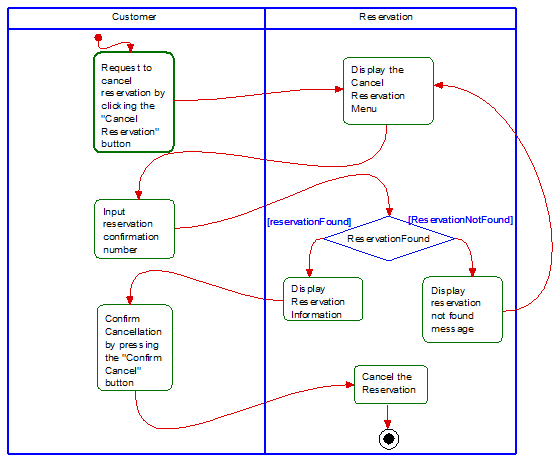 Customer
Reservation
Request to
cancel
reservation by
clicking the
"Cancel
Reservation"
button
Display the
Cancel
Reservation
Menu
Input
reservation
confirmation
number
[reservationFound]
[ReservationNotFound]
ReservationFound
Display
Reservation
Information
Display
reservation
not found
message
Confirm
Cancellation
by pressing
the "Confirm
Cancel"
button
Cancel the
Reservation